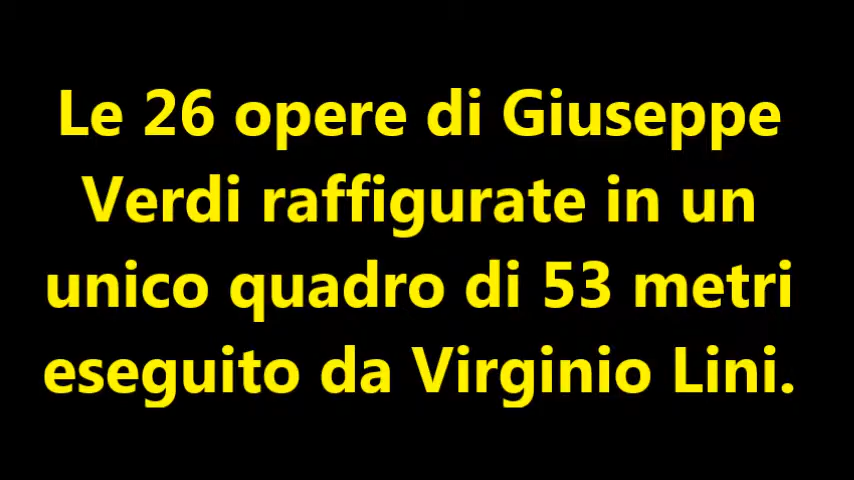 Le 26 opere di Giuseppe
Verdi raffigurate in un
unico quadro di 53 metri
eseguito da Virginio Lini.